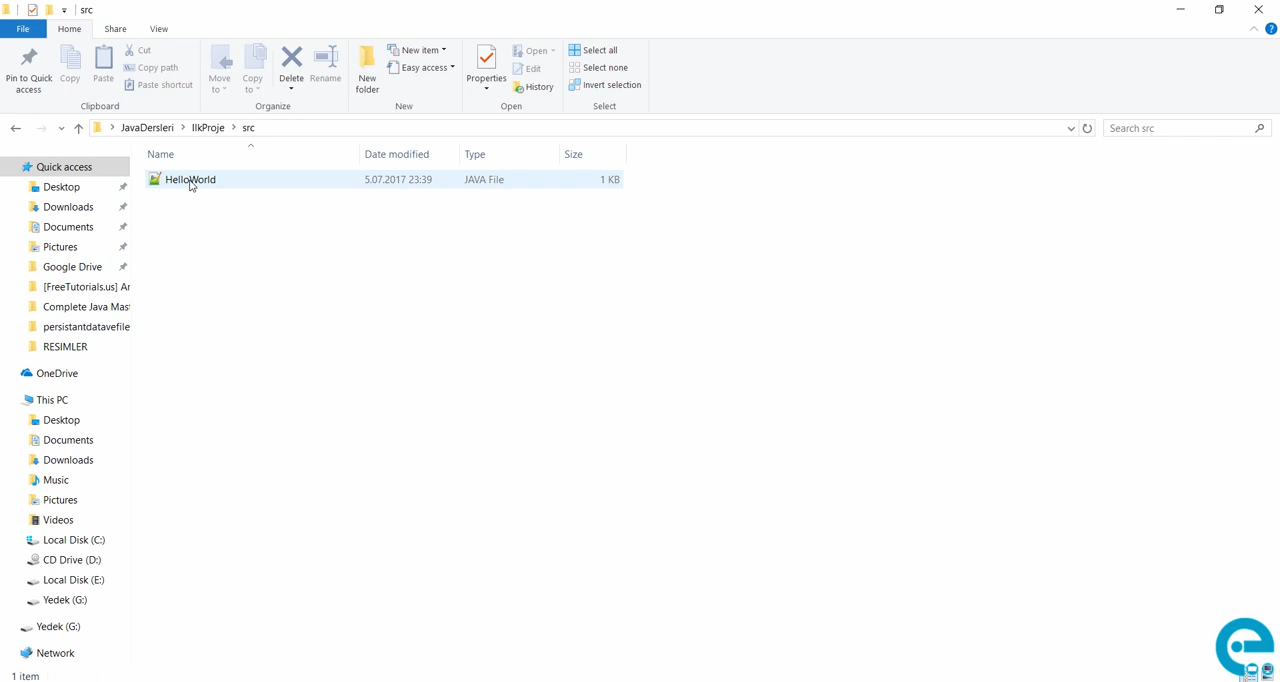 src
File Home Share View
Pin to Quick access
Copy
Paste
Cut
Copy path
Paste shortcut
Clipboard
Move to
Copy to
Delete
Rename
Organize
New folder
New item
Easy access
New
Properties
Open
Edit
History
Open
Select all
Select none
Invert selection
Select
JavaDersleri > IlkProje > src
Search src
Name Date modified Type Size
HelloWorld 5.07.2017 23:39 JAVA File 1 KB
Quick access
Desktop
Downloads
Documents
Pictures
Google Drive
[FreeTutorials.us] Ar
Complete Java Mast
persistantdatavefile
RESIMLER
OneDrive
This PC
Desktop
Documents
Downloads
Music
Pictures
Videos
Local Disk (C:)
CD Drive (D:)
Local Disk (E:)
Yedek (G:)
Yedek (G:)
Network
1 item